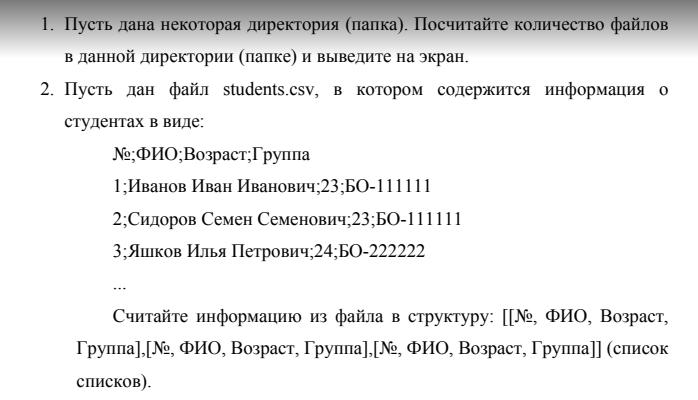 1. Пусть дана некоторая директория (папка). Посчитайте количество файлов
в данной директории (папке) и выведите на экран.
2. Пусть дан файл students.csv, в котором содержится информация о
студентах в виде:
№;ФИО;Возраст;Группа
1;Иванов Иван Иванович;23;БО-111111
2;Сидоров Семен Семенович;23;БО-111111
3;Яшков Илья Петрович;24;БО-222222
...
Считайте информацию из файла в структуру: [[№, ФИО, Возраст,
Группа],[№, ФИО, Возраст, Группа],[№, ФИО, Возраст, Группа]] (список
списков).